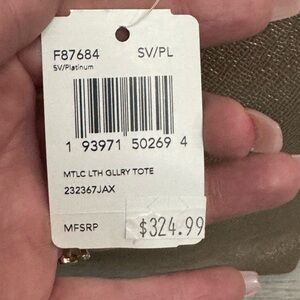 F87684 SV/PL
SV/Platinum
1 93971 50269 4
MTLC LTH GLLRY TOTE
232367JAX
MFSRP $324.99